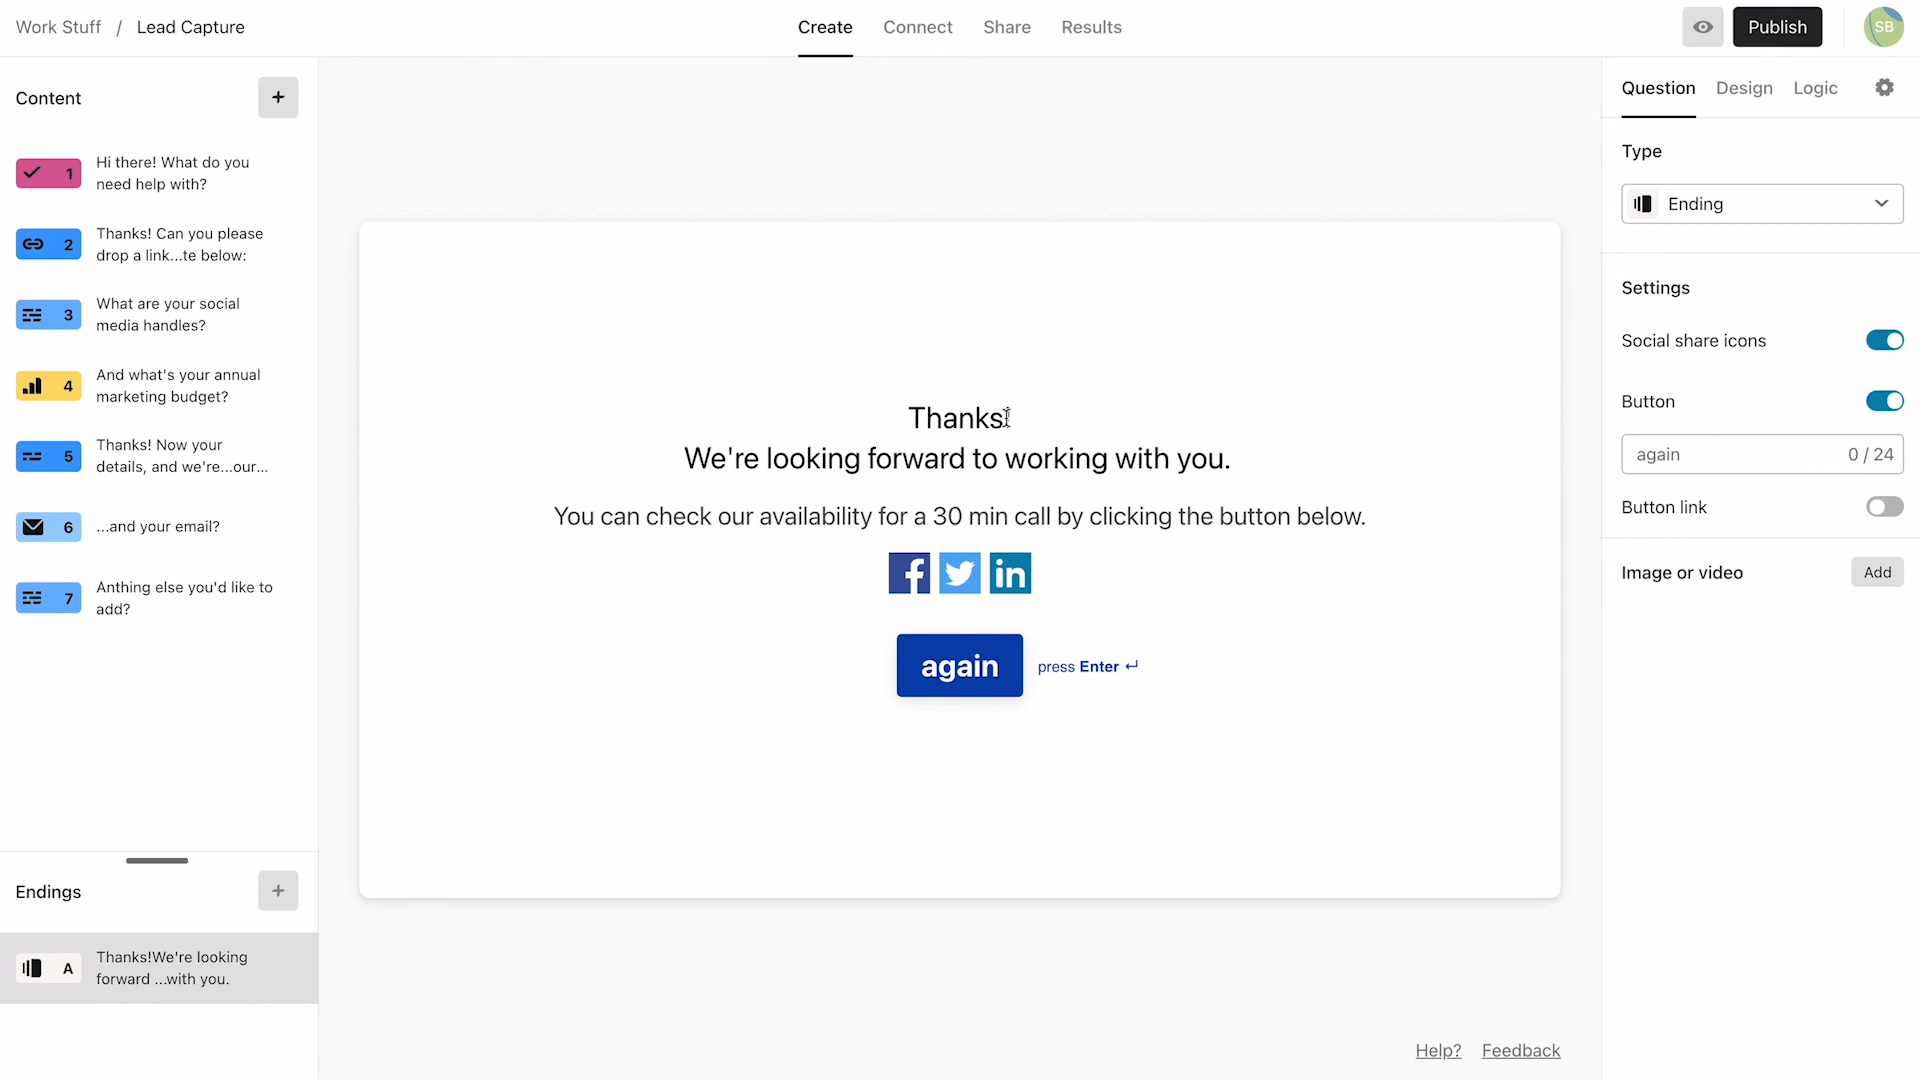 Work Stuff / Lead Capture
Create Connect Share Results
Publish SB
Content +
1 Hi there! What do you
need help with?
2 Thanks! Can you please
drop a link...te below:
3 What are your social
media handles?
4 And what's your annual
marketing budget?
5 Thanks! Now your
details, and we're...our...
6 ...and your email?
7 Anthing else you'd like to
add?
Endings +
A Thanks!We're looking
forward ...with you.
Thanks!
We're looking forward to working with you.
You can check our availability for a 30 min call by clicking the button below.
again press Enter ↵
Help? Feedback
Question Design Logic
Type
Ending
Settings
Social share icons
Button
again 0 / 24
Button link
Image or video Add